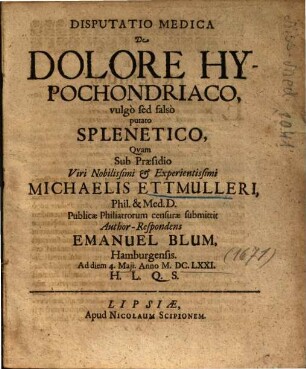 DISPUTATIO MEDICA
De
DOLORE HY-
POCHONDRIACO,
vulgò sed falsò
putato
SPLENETICO,
Qvam
Sub Præsidio
Viri Nobilissimi & Experientissimi
MICHAELIS ETTMULLERI,
Phil. & Med. D.
Publicæ Philiatrorum censuræ submittit
Author-Respondens
EMANUEL BLUM,
Hamburgensis.
Ad diem 4. Maji. Anno M. DC. LXXI.
(1671)
H. L. Q. S.
LIPSIÆ,
Apud NICOLAUM SCIPIONEM.